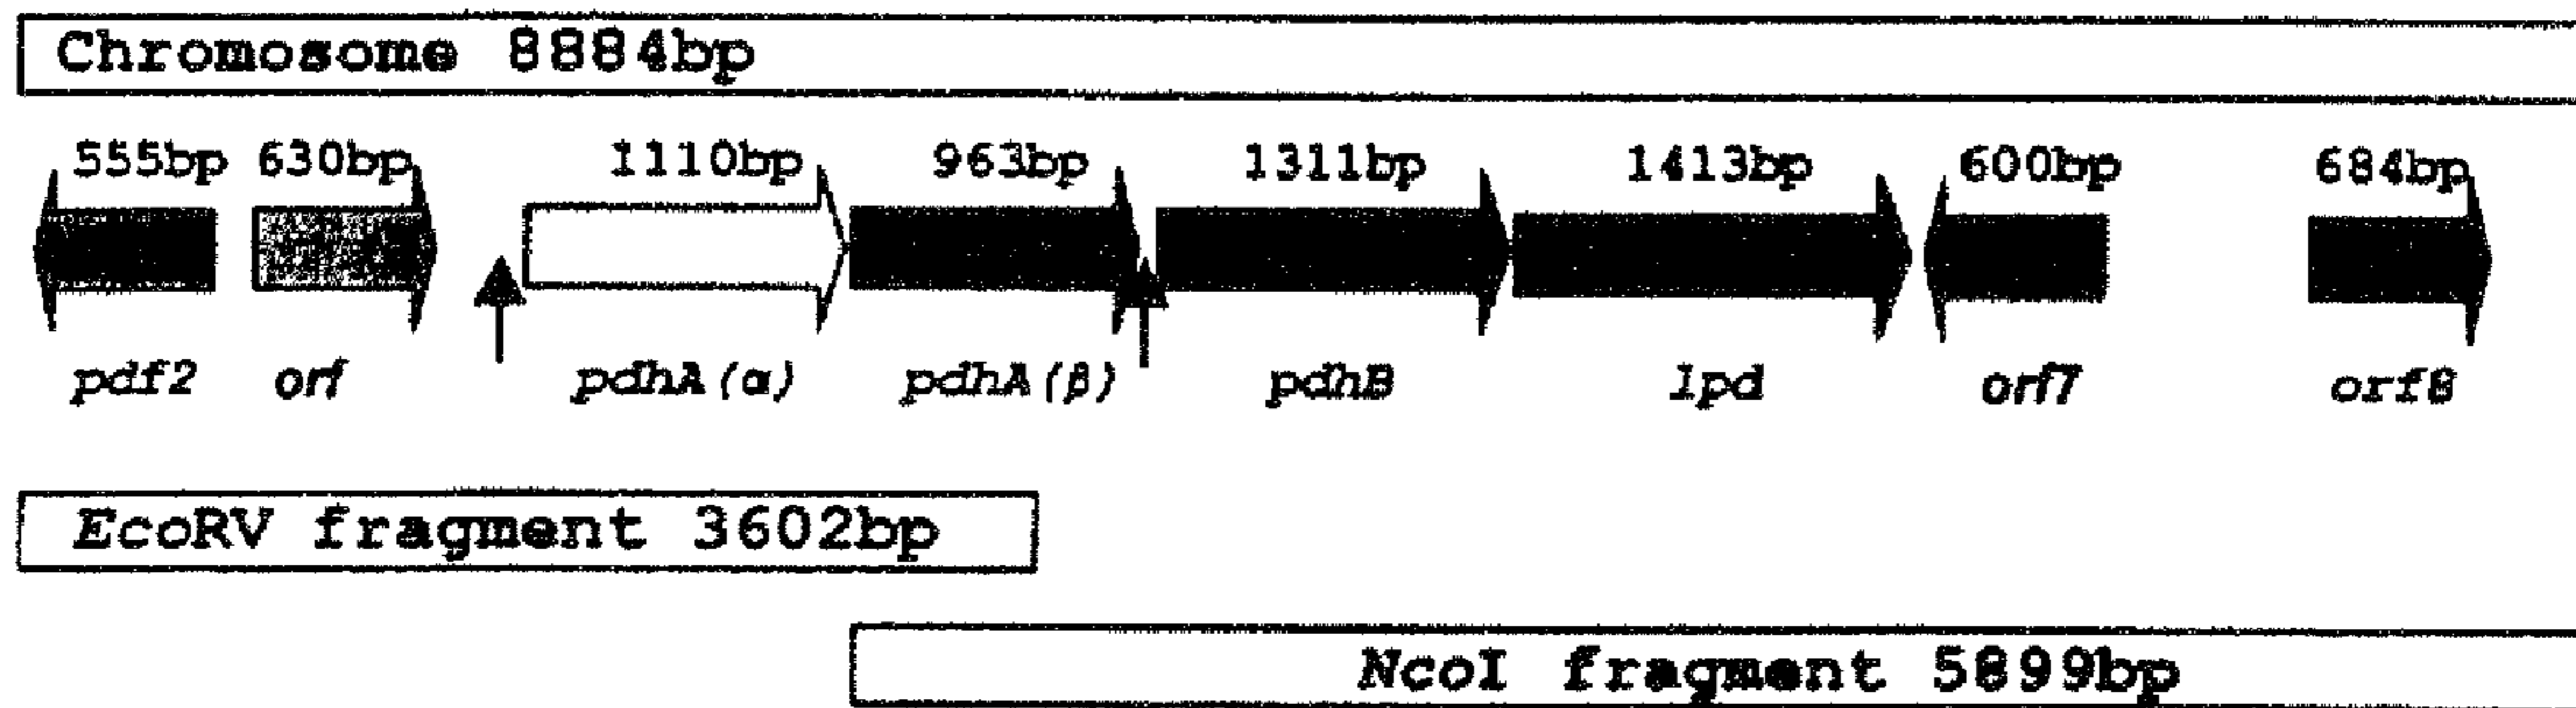 Chromosome 8884bp
555bp 630bp 1110bp 963bp 1311bp 1413bp 600bp 684bp
pdf2 orf pdhA(α) pdhA(β) pdhB lpd orf7 orf8
EcoRV fragment 3602bp
NcoI fragment 5899bp